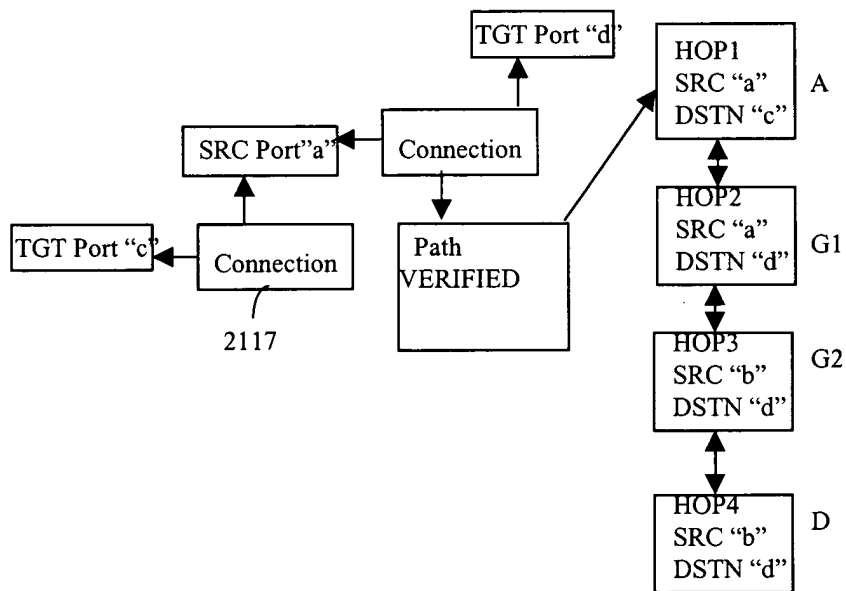 TGT Port “d”
HOP1
SRC “a”
DSTN “c”
A
SRC Port”a”
Connection
HOP2
SRC “a”
DSTN “d”
G1
TGT Port “c”
Connection
Path
VERIFIED
2117
HOP3
SRC “b”
DSTN “d”
G2
HOP4
SRC “b”
DSTN “d”
D